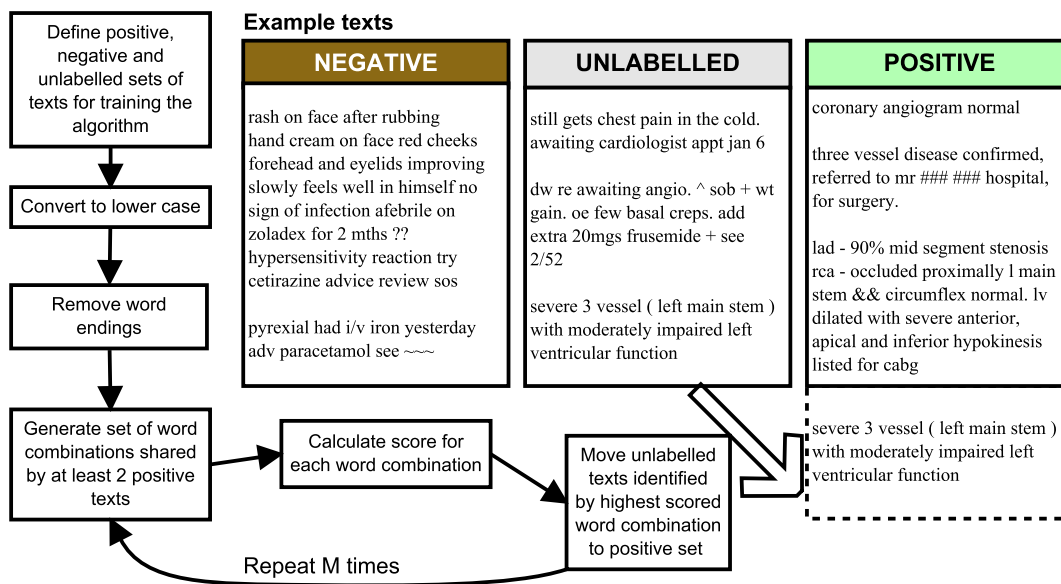 Define positive,
negative and
unlabelled sets of
texts for training the
algorithm
Convert to lower case
Remove word
endings
Generate set of word
combinations shared
by at least 2 positive
texts
Calculate score for
each word combination
Move unlabelled
texts identified
by highest scored
word combination
to positive set
Repeat M times
Example texts
NEGATIVE
rash on face after rubbing
hand cream on face red cheeks
forehead and eyelids improving
slowly feels well in himself no
sign of infection afebrile on
zoladex for 2 mths ??
hypersensitivity reaction try
cetirazine advice review sos
pyrexial had i/v iron yesterday
adv paracetamol see ~~~
UNLABELLED
still gets chest pain in the cold.
awaiting cardiologist appt jan 6
dw re awaiting angio. ^ sob + wt
gain. oe few basal creps. add
extra 20mgs frusemide + see
2/52
severe 3 vessel ( left main stem )
with moderately impaired left
ventricular function
POSITIVE
coronary angiogram normal
three vessel disease confirmed,
referred to mr ### ### hospital,
for surgery.
lad - 90% mid segment stenosis
rca - occluded proximally l main
stem && circumflex normal. lv
dilated with severe anterior,
apical and inferior hypokinesis
listed for cabg
severe 3 vessel ( left main stem )
with moderately impaired left
ventricular function